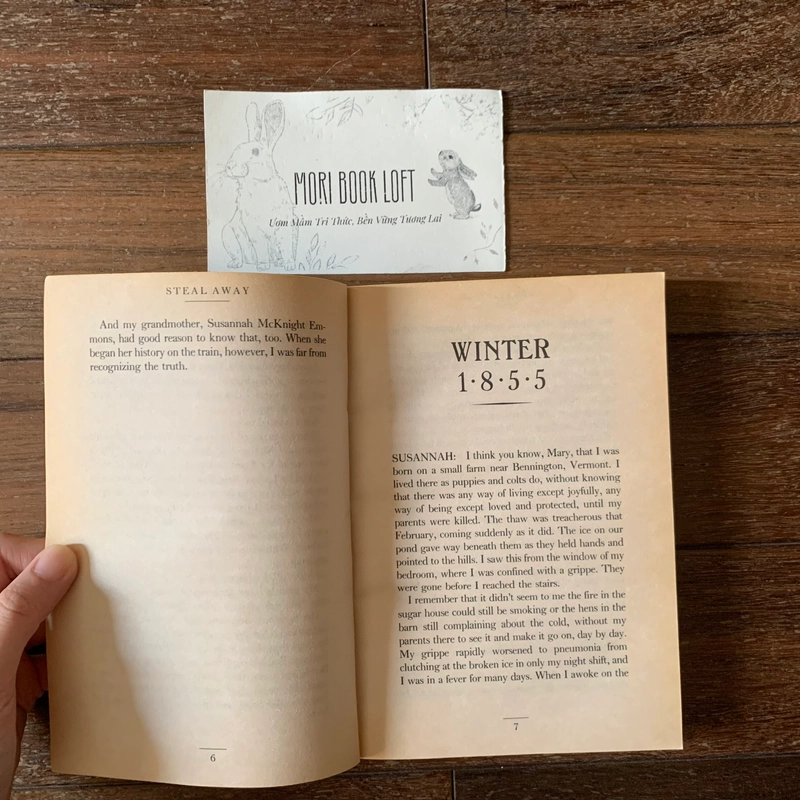 MORI BOOK LOFT
Ươm Mầm Tri Thức, Bền Vững Tương Lai
STEAL AWAY
And my grandmother, Susannah McKnight Em-
mons, had good reason to know that, too. When she
began her history on the train, however, I was far from
recognizing the truth.
6
WINTER
1·8·5·5
SUSANNAH: I think you know, Mary, that I was
born on a small farm near Bennington, Vermont. I
lived there as puppies and colts do, without knowing
that there was any way of living except joyfully, any
way of being except loved and protected, until my
parents were killed. The thaw was treacherous that
February, coming suddenly as it did. The ice on our
pond gave way beneath them as they held hands and
pointed to the hills. I saw this from the window of my
bedroom, where I was confined with a grippe. They
were gone before I reached the stairs.
I remember that it didn't seem to me the fire in the
sugar house could still be smoking or the hens in the
barn still complaining about the cold, without my
parents there to see it and make it go on, day by day.
My grippe rapidly worsened to pneumonia from
clutching at the broken ice in only my night shift, and
I was in a fever for many days. When I awoke on the
7